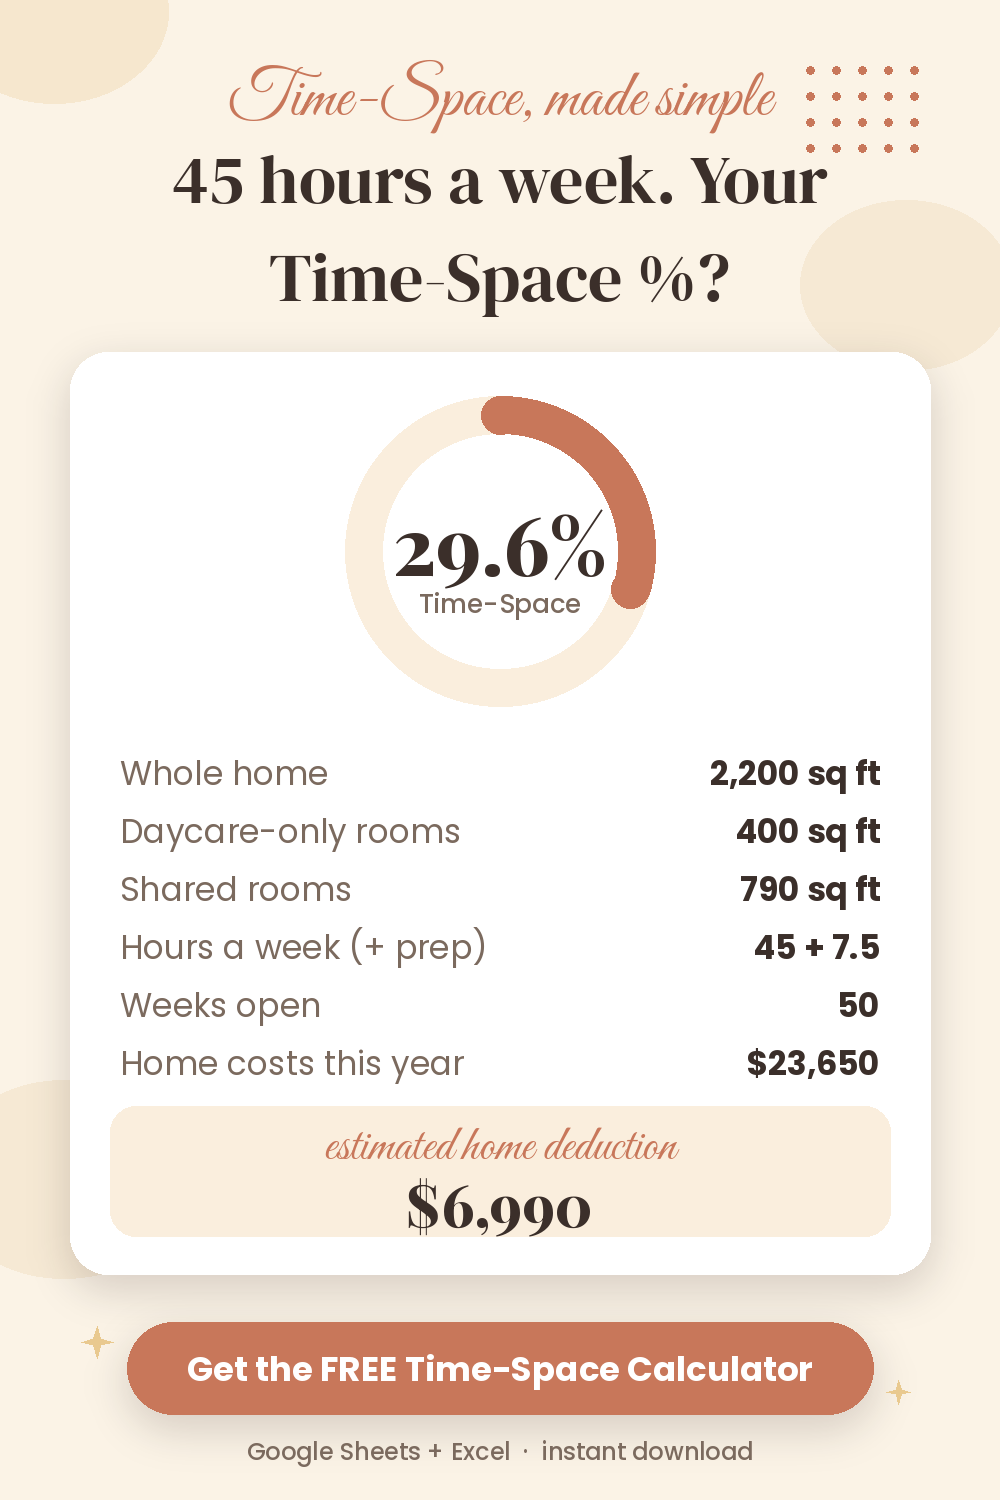 Time-Space, made simple
45 hours a week. Your
Time-Space %?
29.6%
Time-Space
Whole home 2,200 sq ft
Daycare-only rooms 400 sq ft
Shared rooms 790 sq ft
Hours a week (+ prep) 45 + 7.5
Weeks open 50
Home costs this year $23,650
estimated home deduction
$6,990
Get the FREE Time-Space Calculator
Google Sheets + Excel · instant download